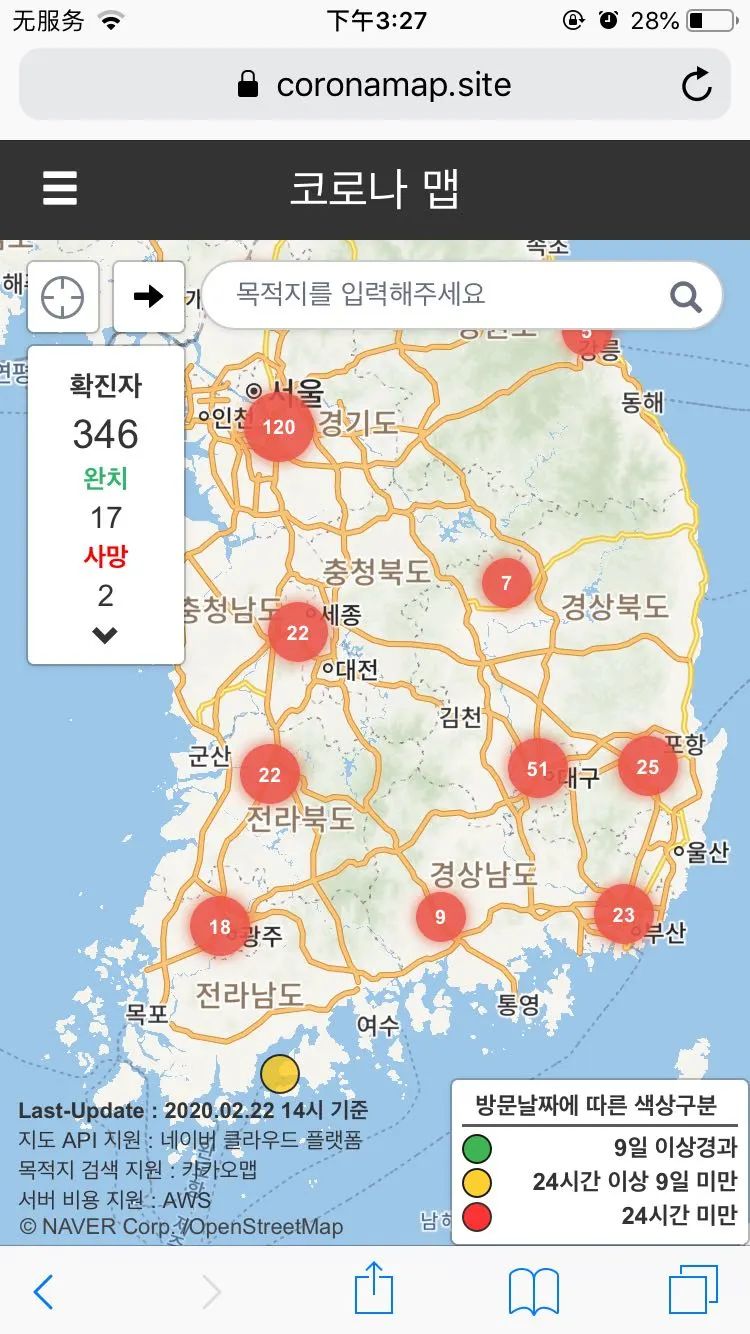 无服务
下午3:27
28%
coronamap.site
코로나 맵
속초
목적지를 입력해주세요
5
강릉
확진자
346
완치
17
사망
2
서울
인천
120
경기도
동해
충청북도
7
충청남도
22
세종
경상북도
대전
김천
군산
22
51
대구
25
포항
전라북도
울산
경상남도
18
광주
9
23
부산
전라남도
목포
여수
통영
Last-Update : 2020.02.22 14시 기준
지도 API 지원 : 네이버 클라우드 플랫폼
목적지 검색 지원 : 카카오맵
서버 비용 지원 : AWS
© NAVER Corp. /OpenStreetMap
방문날짜에 따른 색상구분
9일 이상경과
24시간 이상 9일 미만
24시간 미만